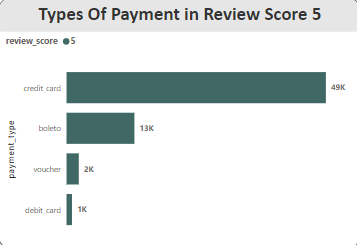 Types Of Payment in Review Score 5
review_score 5
payment_type
credit_card 49K
boleto 13K
voucher 2K
debit_card 1K